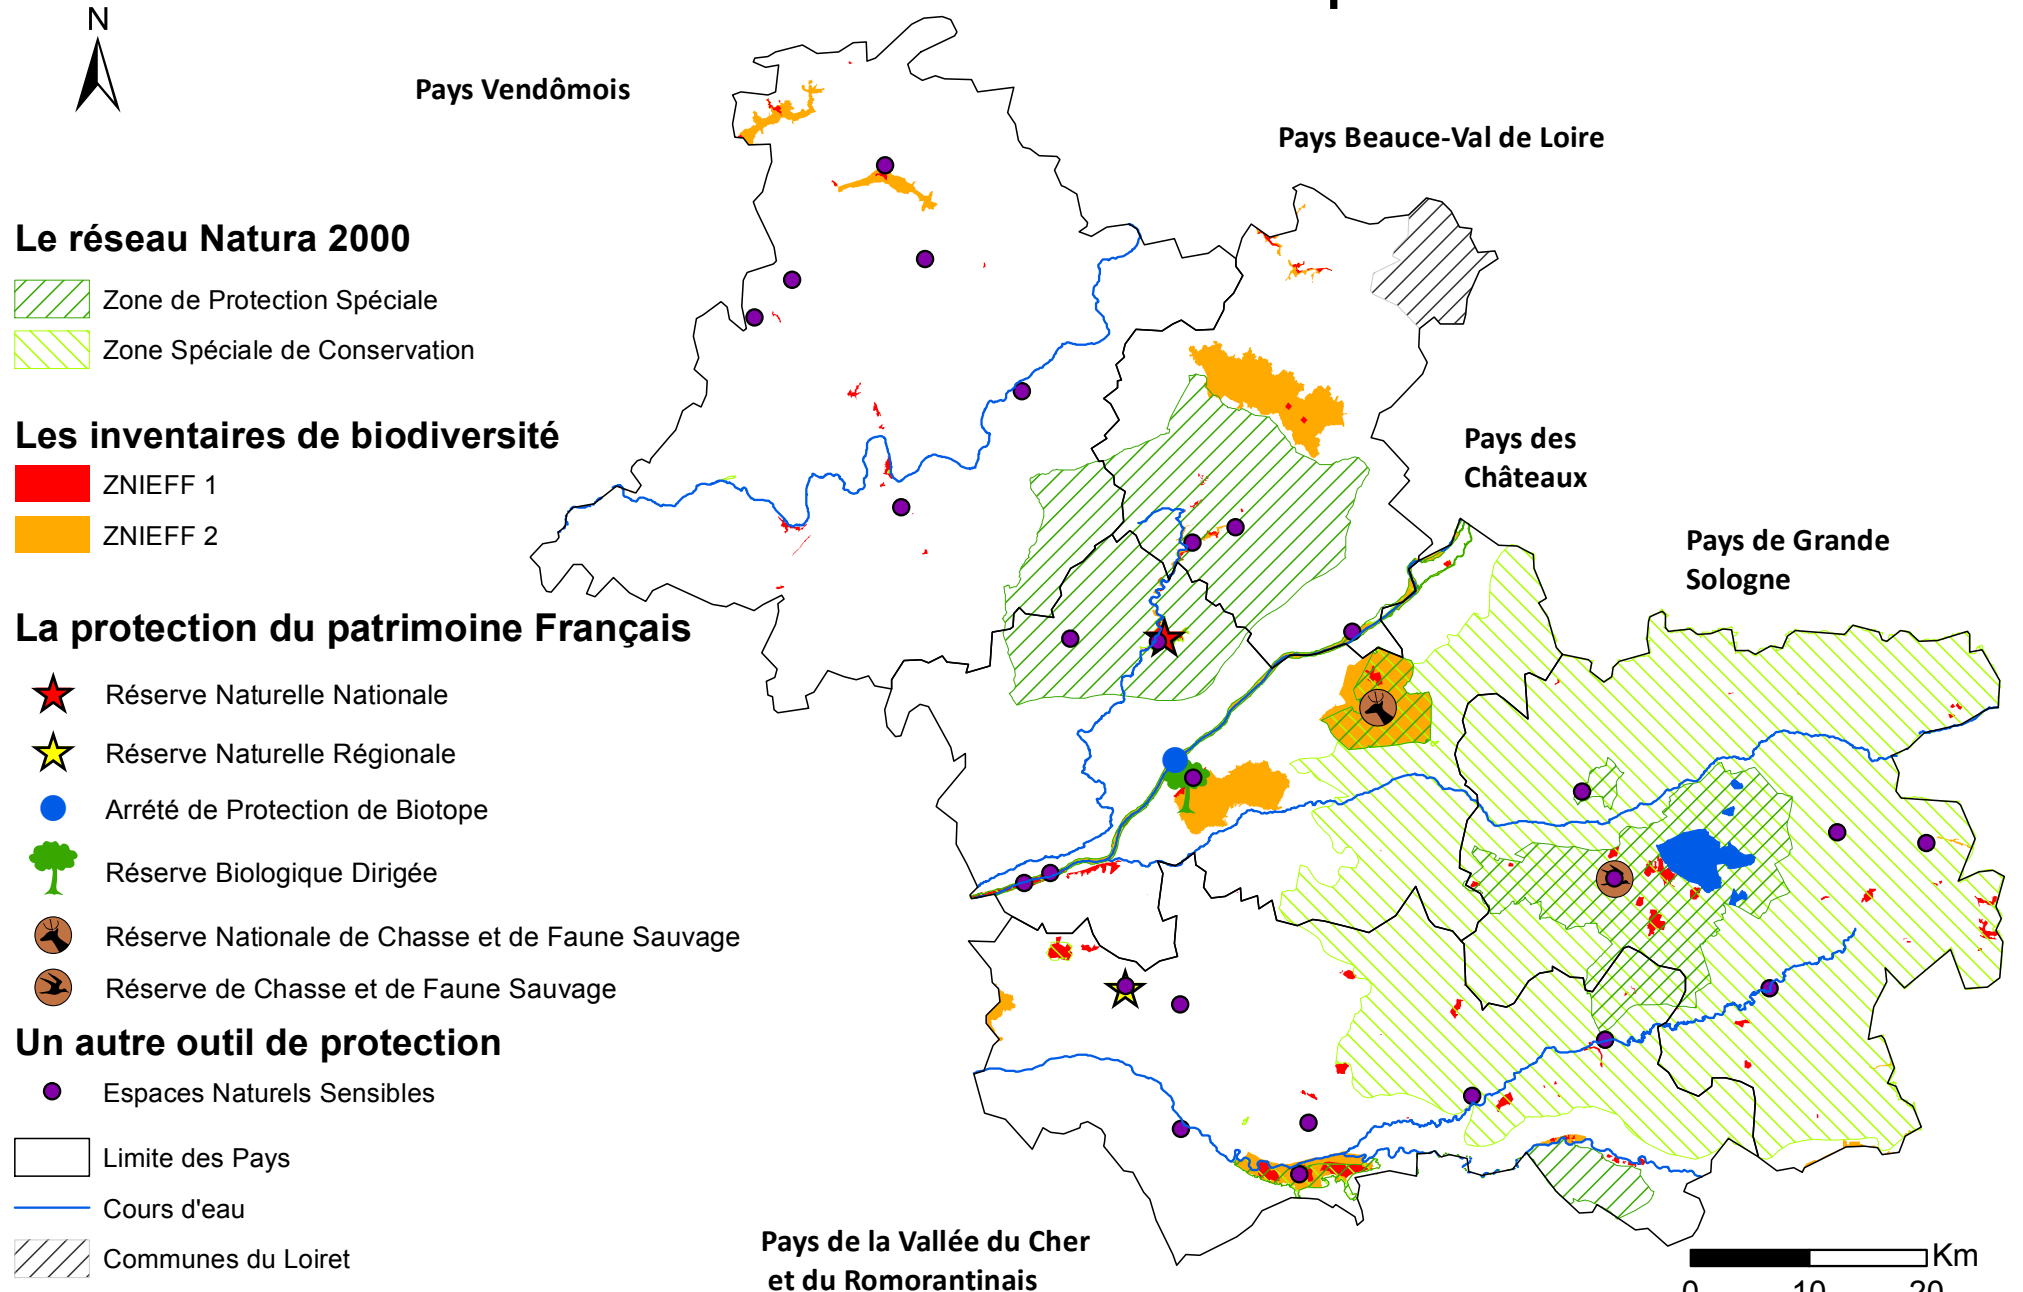 N
Pays Vendômois
Pays Beauce-Val de Loire
Le réseau Natura 2000
Zone de Protection Spéciale
Zone Spéciale de Conservation
Pays des
Châteaux
Les inventaires de biodiversité
ZNIEFF 1
ZNIEFF 2
Pays de Grande
Sologne
La protection du patrimoine Français
Réserve Naturelle Nationale
Réserve Naturelle Régionale
Arrété de Protection de Biotope
Réserve Biologique Dirigée
Réserve Nationale de Chasse et de Faune Sauvage
Réserve de Chasse et de Faune Sauvage
Un autre outil de protection
Espaces Naturels Sensibles
Limite des Pays
Cours d'eau
Communes du Loiret
Pays de la Vallée du Cher
et du Romorantinais
Km
0 10 20